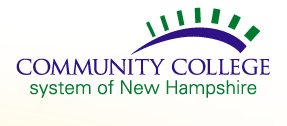 COMMUNITY COLLEGE
system of New Hampshire